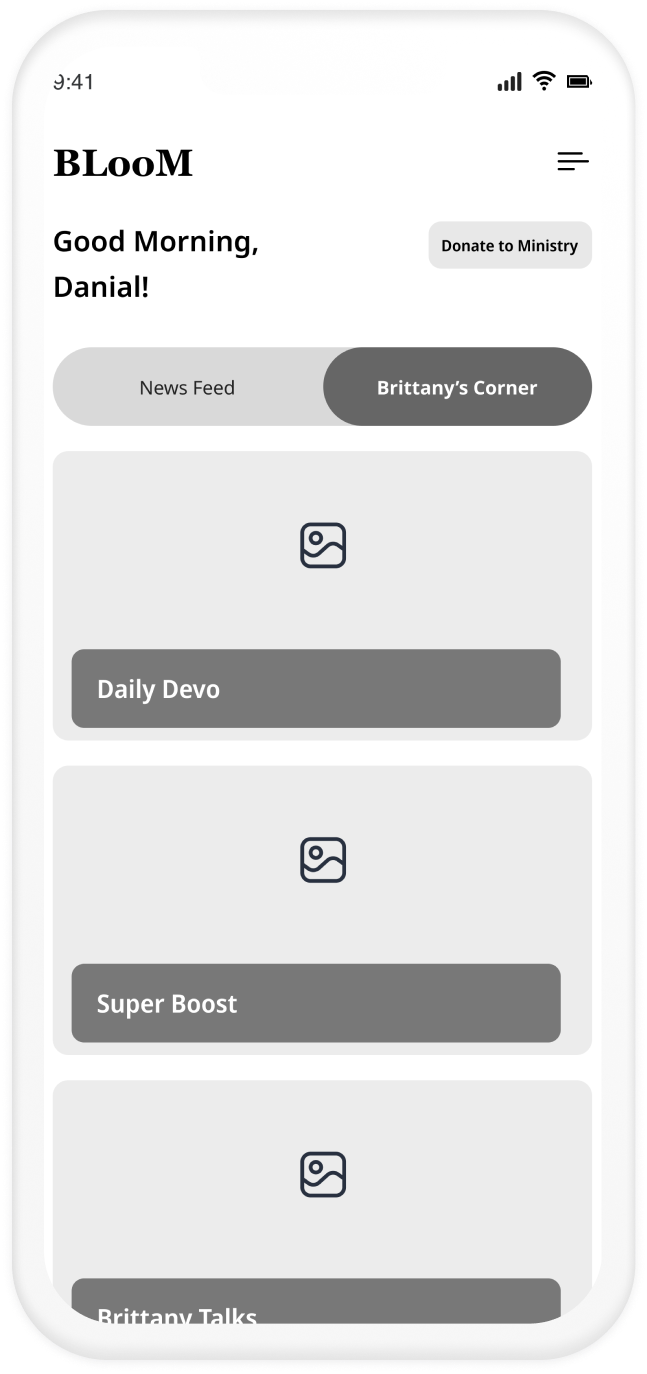 9:41
BLooM
Good Morning,
Danial!
Donate to Ministry
News Feed
Brittany’s Corner
Daily Devo
Super Boost
Brittany Talks